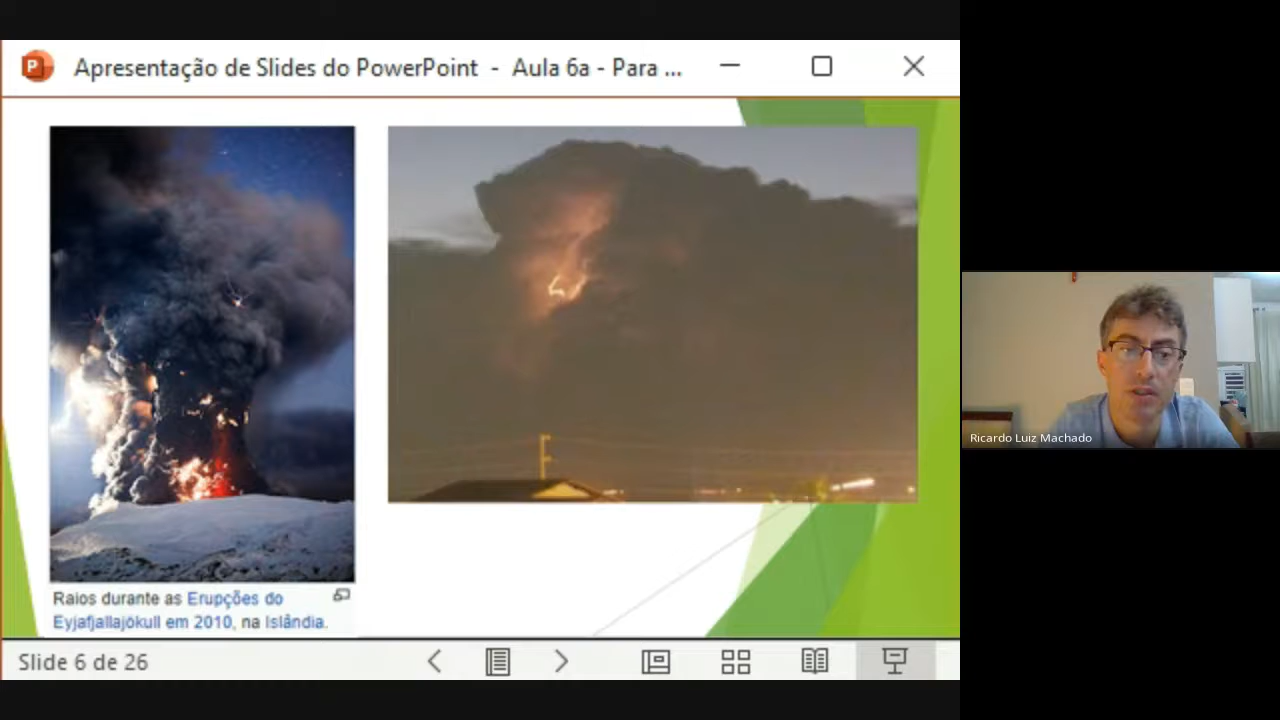 Apresentação de Slides do PowerPoint - Aula 6a - Para ...
Raios durante as Erupções do
Eyjafjallajökull em 2010, na Islândia.
Ricardo Luiz Machado
Slide 6 de 26